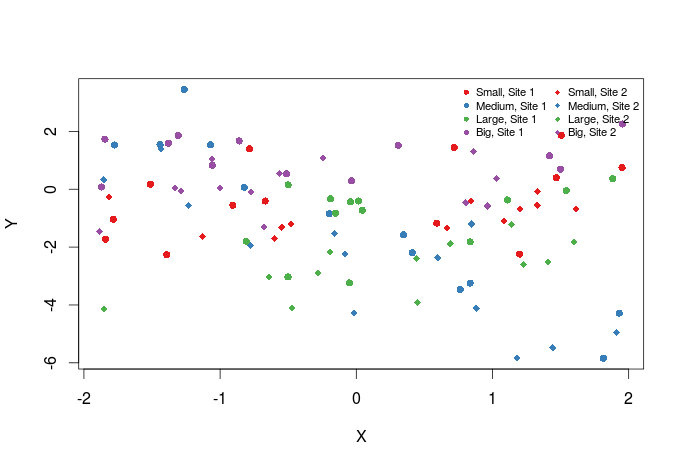 Small, Site 1 Small, Site 2
Medium, Site 1 Medium, Site 2
Large, Site 1 Large, Site 2
Big, Site 1 Big, Site 2
2
0
-2
-4
-6
Y
-2 -1 0 1 2
X